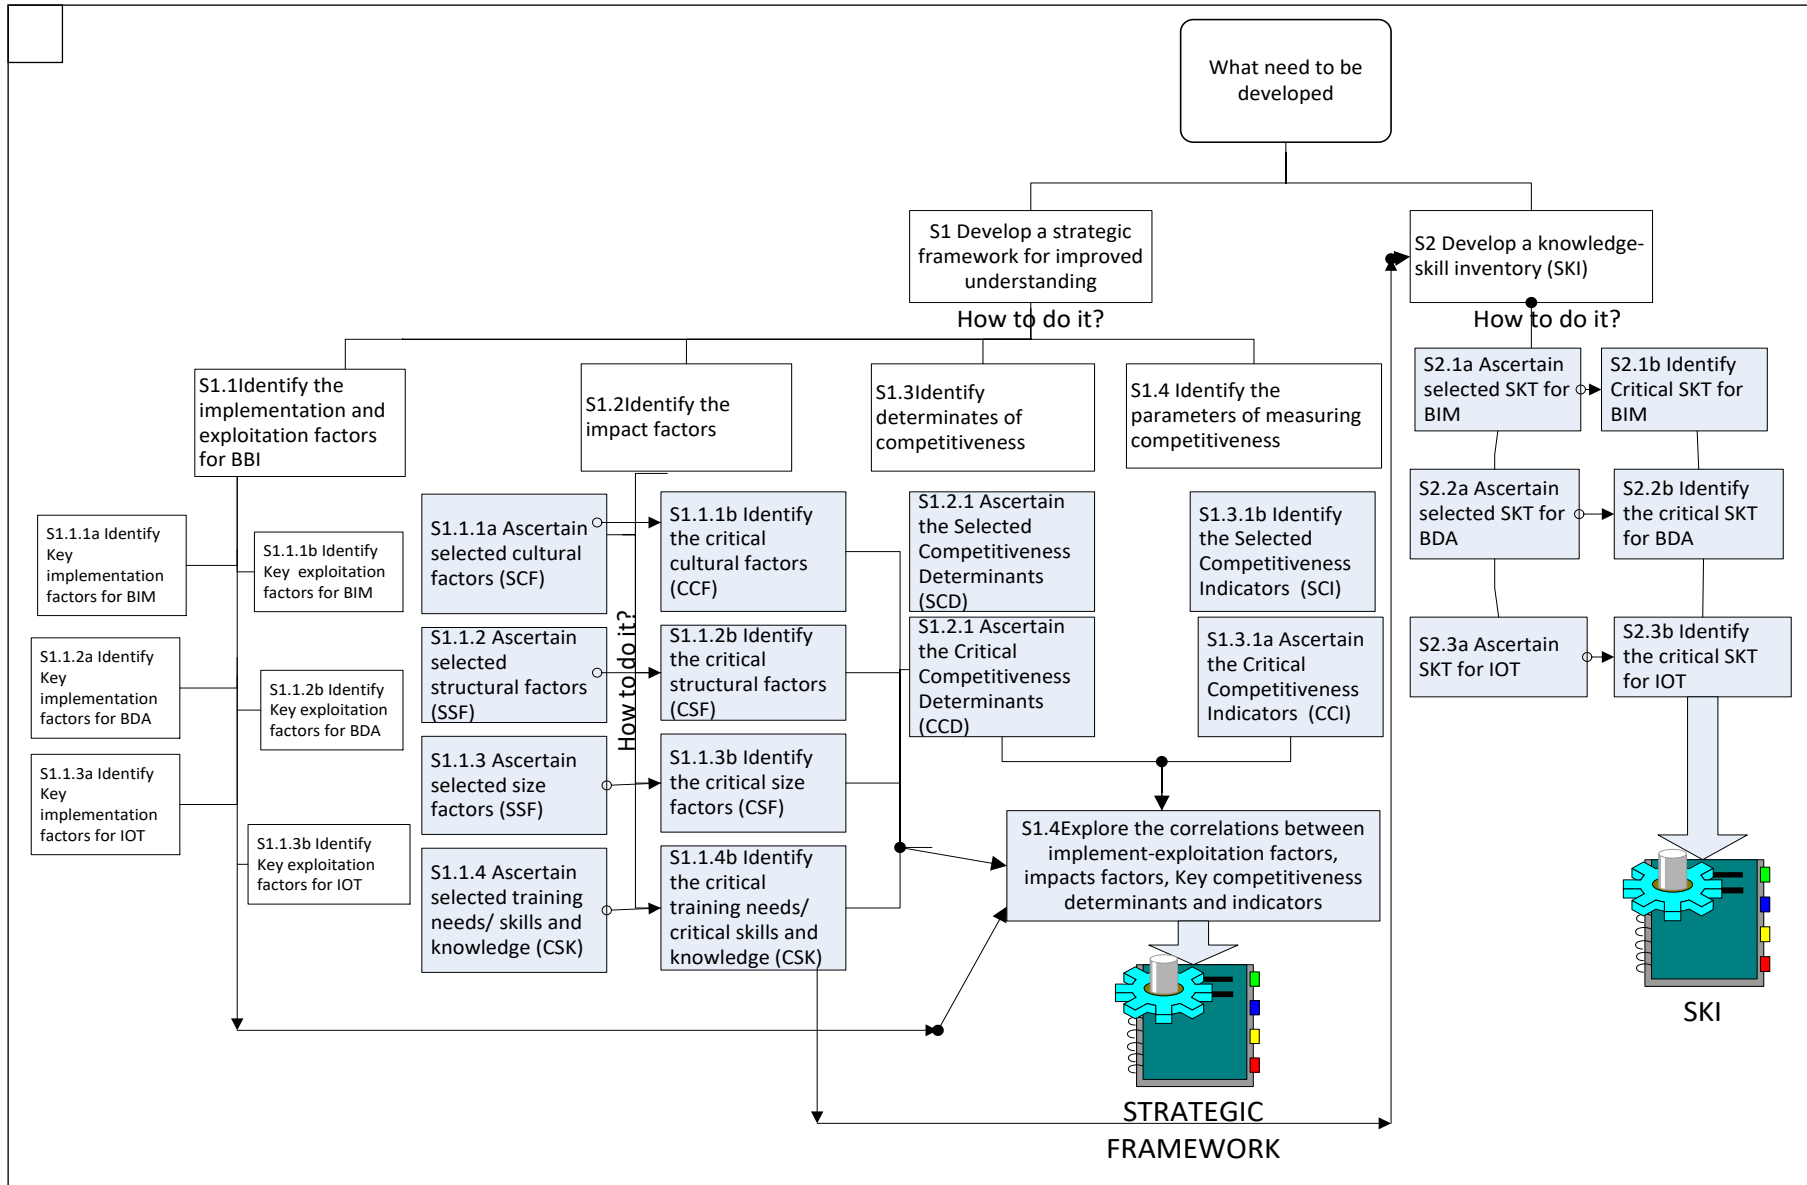 What need to be
developed
S1 Develop a strategic
framework for improved
understanding
S2 Develop a knowledge-
skill inventory (SKI)
How to do it?
How to do it?
S1.1Identify the
implementation and
exploitation factors
for BBI
S1.2Identify the
impact factors
S1.3Identify
determinates of
competitiveness
S1.4 Identify the
parameters of measuring
competitiveness
S2.1a Ascertain
selected SKT for
BIM
S2.1b Identify
Critical SKT for
BIM
S1.1.1a Identify
Key
implementation
factors for BIM
S1.1.1b Identify
Key  exploitation
factors for BIM
S1.1.1a Ascertain
selected cultural
factors (SCF)
S1.1.1b Identify
the critical
cultural factors
(CCF)
S1.2.1 Ascertain
the Selected
Competitiveness
Determinants
(SCD)
S1.3.1b Identify
the Selected
Competitiveness
Indicators  (SCI)
S2.2a Ascertain
selected SKT for
BDA
S2.2b Identify
the critical SKT
for BDA
How to do it?
S1.1.2a Identify
Key
implementation
factors for BDA
S1.1.2b Identify
Key exploitation
factors for BDA
S1.1.2 Ascertain
selected
structural factors
(SSF)
S1.1.2b Identify
the critical
structural factors
(CSF)
S1.2.1 Ascertain
the Critical
Competitiveness
Determinants
(CCD)
S1.3.1a Ascertain
the Critical
Competitiveness
Indicators  (CCI)
S2.3a Ascertain
SKT for IOT
S2.3b Identify
the critical SKT
for IOT
S1.1.3a Identify
Key
implementation
factors for IOT
S1.1.3b Identify
Key exploitation
factors for IOT
S1.1.3 Ascertain
selected size
factors (SSF)
S1.1.3b Identify
the critical size
factors (CSF)
S1.1.4 Ascertain
selected training
needs/ skills and
knowledge (CSK)
S1.1.4b Identify
the critical
training needs/
critical skills and
knowledge (CSK)
S1.4Explore the correlations between
implement-exploitation factors,
impacts factors, Key competitiveness
determinants and indicators
SKI
STRATEGIC
FRAMEWORK